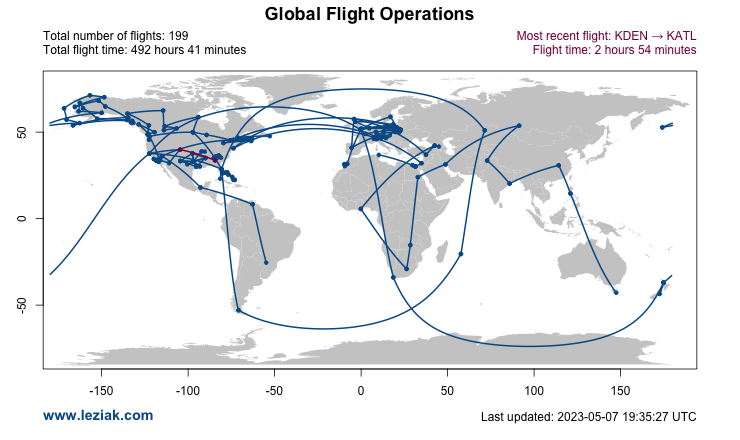 Global Flight Operations
Total number of flights: 199
Total flight time: 492 hours 41 minutes
Most recent flight: KDEN → KATL
Flight time: 2 hours 54 minutes
50
0
-50
-150 -100 -50 0 50 100 150
www.leziak.com
Last updated: 2023-05-07 19:35:27 UTC